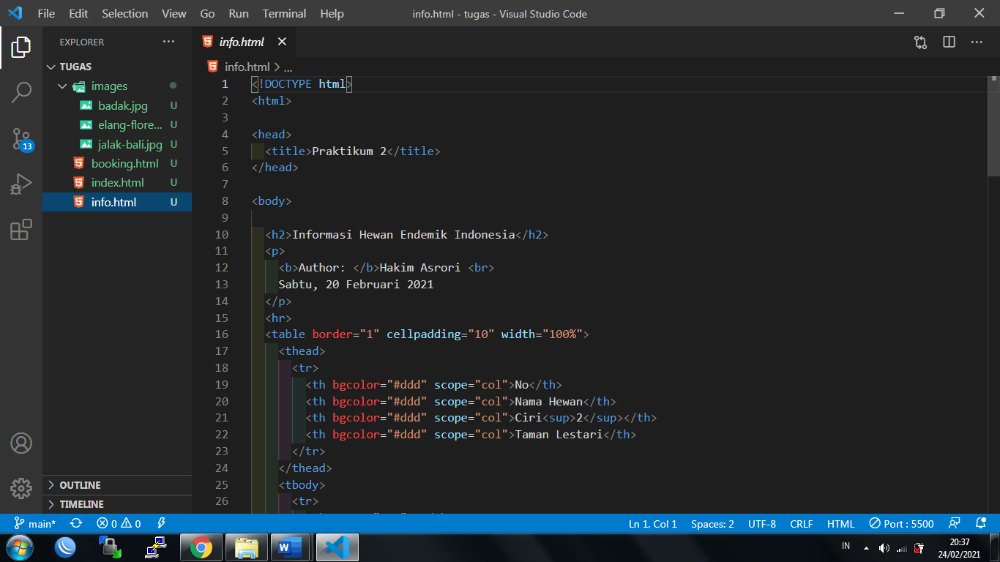 File Edit Selection View Go Run Terminal Help info.html - tugas - Visual Studio Code
EXPLORER
TUGAS
images
badak.jpg U
elang-flore... U
jalak-bali.jpg U
13
booking.html U
index.html U
info.html U
OUTLINE
TIMELINE
info.html
info.html > ...
1 <!DOCTYPE html>
2 <html>
3
4 <head>
5 <title>Praktikum 2</title>
6 </head>
7
8 <body>
9
10 <h2>Informasi Hewan Endemik Indonesia</h2>
11 <p>
12 <b>Author: </b>Hakim Asrori <br>
13 Sabtu, 20 Februari 2021
14 </p>
15 <hr>
16 <table border="1" cellpadding="10" width="100%">
17 <thead>
18 <tr>
19 <th bgcolor="#ddd" scope="col">No</th>
20 <th bgcolor="#ddd" scope="col">Nama Hewan</th>
21 <th bgcolor="#ddd" scope="col">Ciri<sup>2</sup></th>
22 <th bgcolor="#ddd" scope="col">Taman Lestari</th>
23 </tr>
24 </thead>
25 <tbody>
26 <tr>
main* 0 0 Ln 1, Col 1 Spaces: 2 UTF-8 CRLF HTML Port : 5500
IN 20:37
24/02/2021